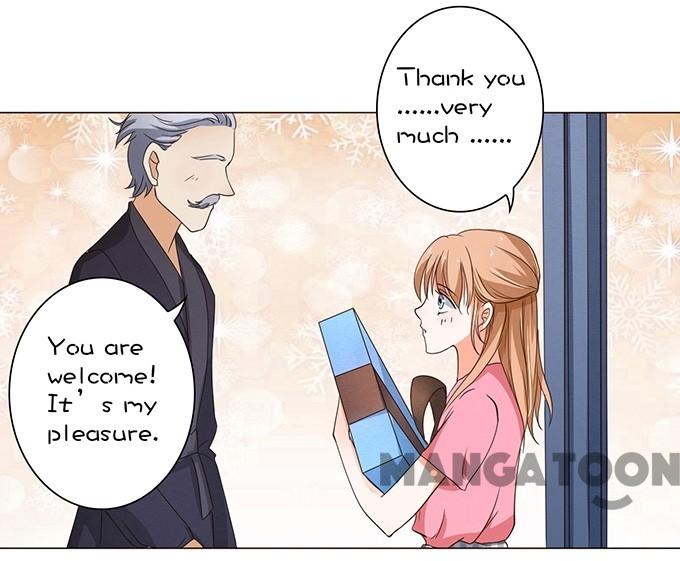 Thank you
......very
much ......
You are
welcome!
It's my
pleasure.
MANGATOON